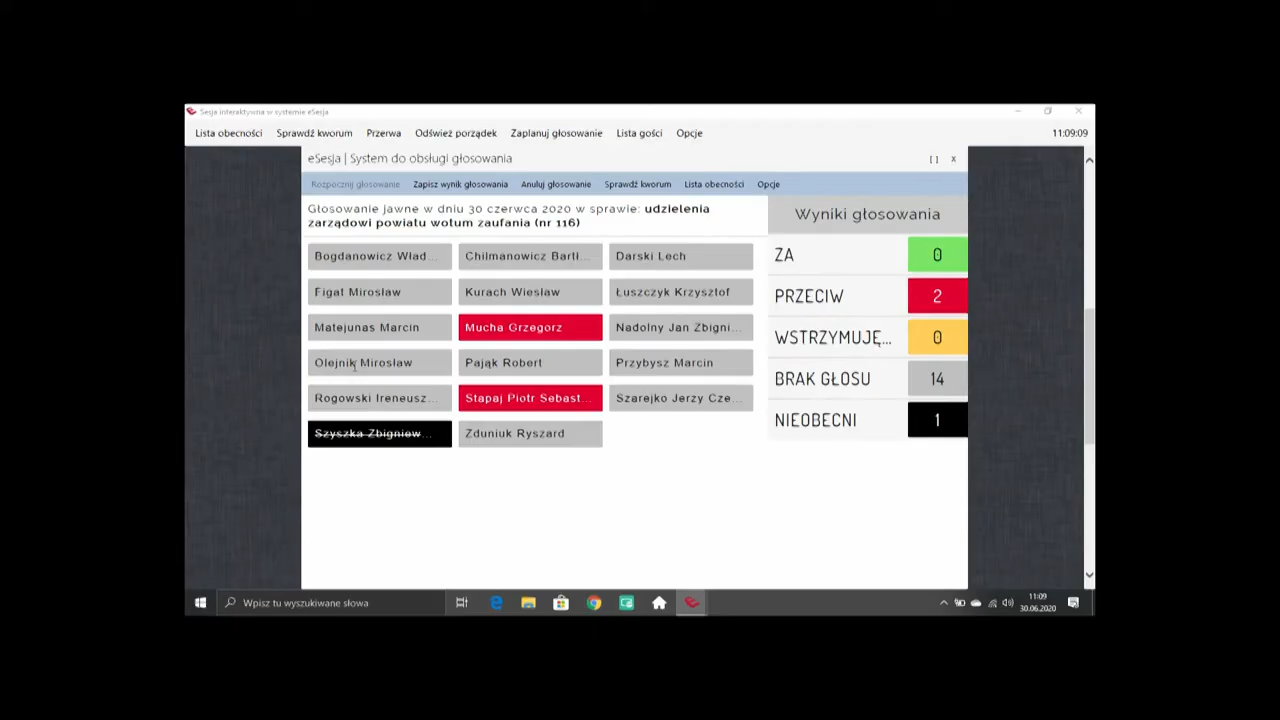 Sesja interaktywna w systemie eSesja
Lista obecności Sprawdź kworum Przerwa Odśwież porządek Zaplanuj głosowanie Lista gości Opcje 11:09:09
eSesja | System do obsługi głosowania [ ] x
Rozpocznij głosowanie Zapisz wynik głosowania Anuluj głosowanie Sprawdź kworum Lista obecności Opcje
Głosowanie jawne w dniu 30 czerwca 2020 w sprawie: udzielenia
zarządowi powiatu wotum zaufania (nr 116)
Bogdanowicz Wład... Chilmanowicz Bartł... Darski Lech
Figat Mirosław Kurach Wiesław Łuszczyk Krzysztof
Matejunas Marcin Mucha Grzegorz Nadolny Jan Zbigni...
Olejnik Mirosław Pająk Robert Przybysz Marcin
Rogowski Ireneusz... Stapaj Piotr Sebast... Szarejko Jerzy Cze...
Szyszka Zbigniew... Zduniuk Ryszard
Wyniki głosowania
ZA 0
PRZECIW 2
WSTRZYMUJĘ... 0
BRAK GŁOSU 14
NIEOBECNI 1
Wpisz tu wyszukiwane słowa
11:09
30.06.2020